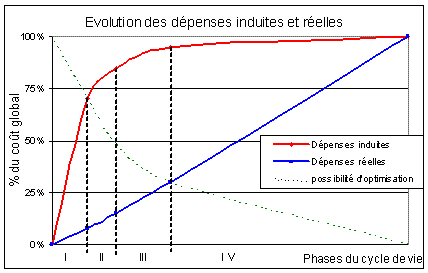 Evolution des dépenses induites et réelles
% du coût global
100%
75%
50%
25%
0%
Dépenses induites
Dépenses réelles
possibilité d'optimisation
I II III IV Phases du cycle de vie